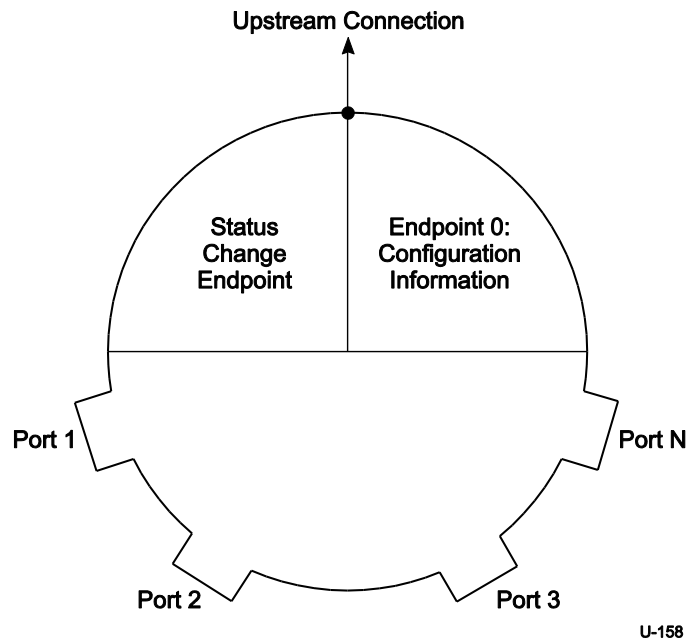 Upstream Connection
Status
Change
Endpoint
Endpoint 0:
Configuration
Information
Port 1
Port N
Port 2
Port 3
U-158